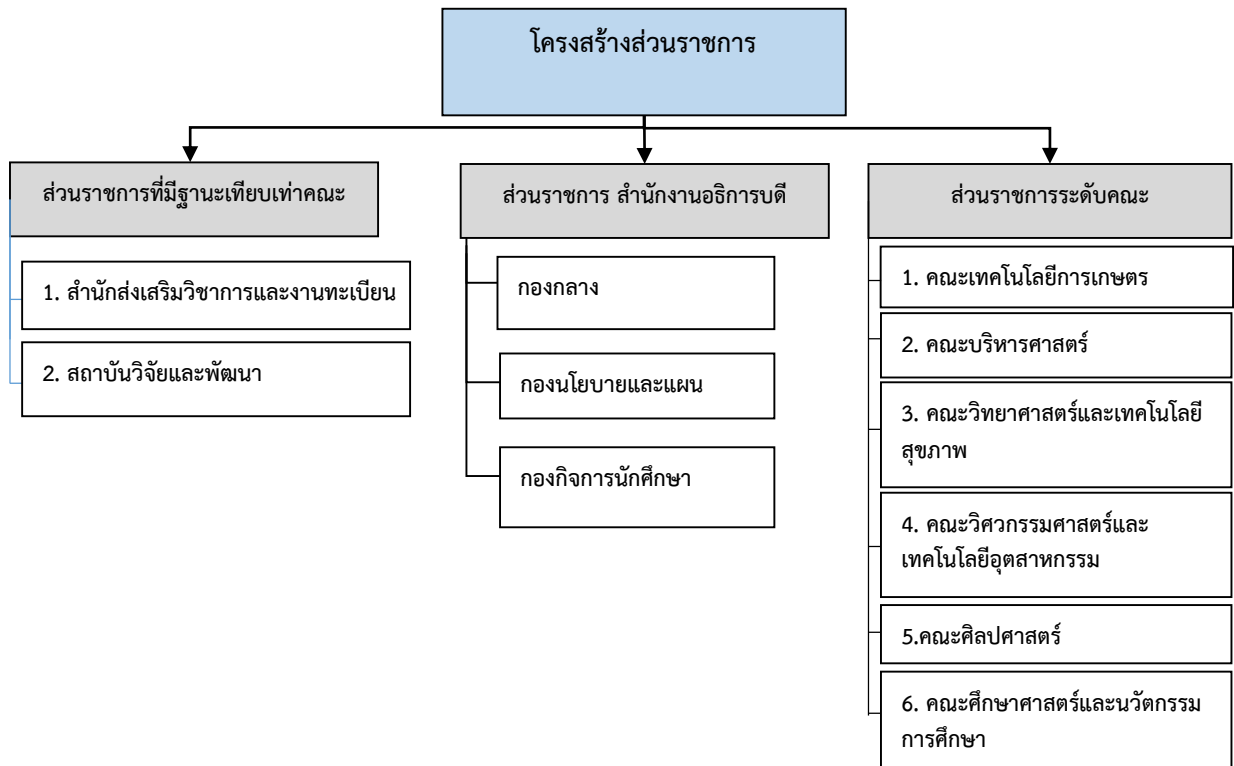 โครงสร้างส่วนราชการ
ส่วนราชการที่มีฐานะเทียบเท่าคณะ
1. สำนักส่งเสริมวิชาการและงานทะเบียน
2. สถาบันวิจัยและพัฒนา
ส่วนราชการ สำนักงานอธิการบดี
กองกลาง
กองนโยบายและแผน
กองกิจการนักศึกษา
ส่วนราชการระดับคณะ
1. คณะเทคโนโลยีการเกษตร
2. คณะบริหารศาสตร์
3. คณะวิทยาศาสตร์และเทคโนโลยี
สุขภาพ
4. คณะวิศวกรรมศาสตร์และ
เทคโนโลยีอุตสาหกรรม
5.คณะศิลปศาสตร์
6. คณะศึกษาศาสตร์และนวัตกรรม
การศึกษา